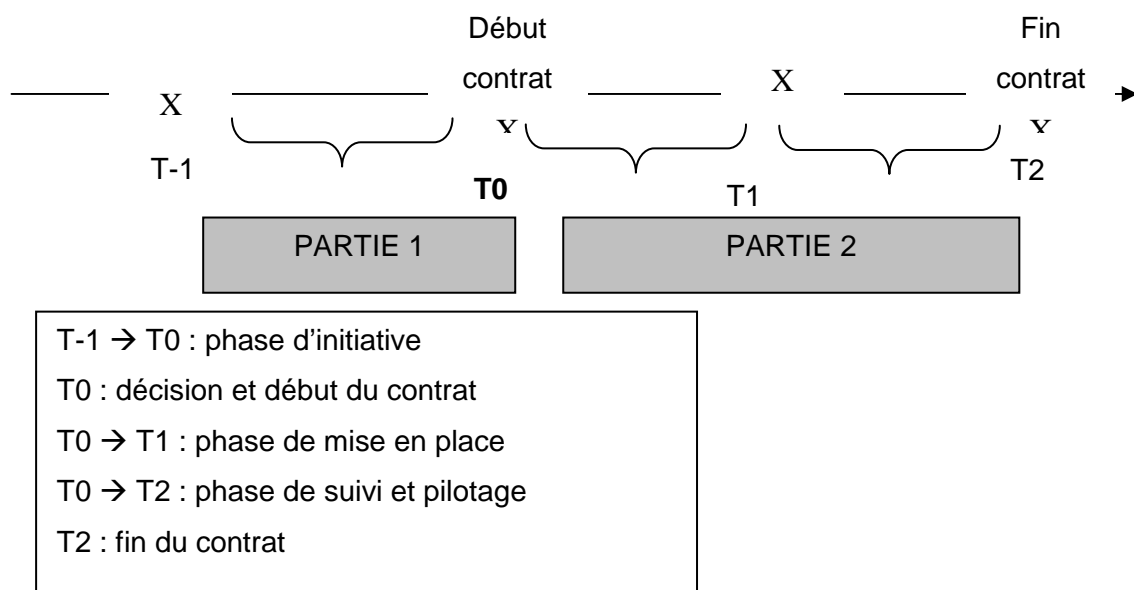 Début Fin
contrat contrat
X X
X X
T-1 T0 T1 T2
PARTIE 1 PARTIE 2
T-1 → T0 : phase d’initiative
T0 : décision et début du contrat
T0 → T1 : phase de mise en place
T0 → T2 : phase de suivi et pilotage
T2 : fin du contrat